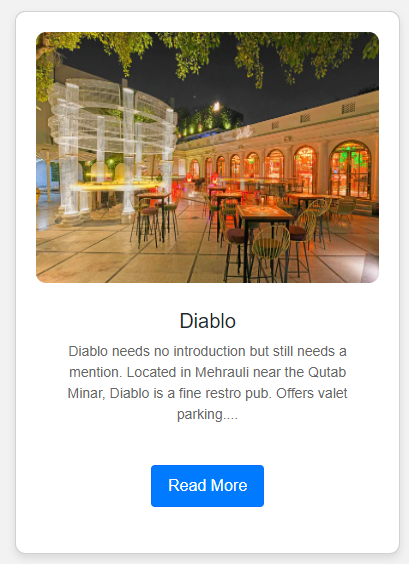 Diablo
Diablo needs no introduction but still needs a
mention. Located in Mehrauli near the Qutab
Minar, Diablo is a fine restro pub. Offers valet
parking....
Read More